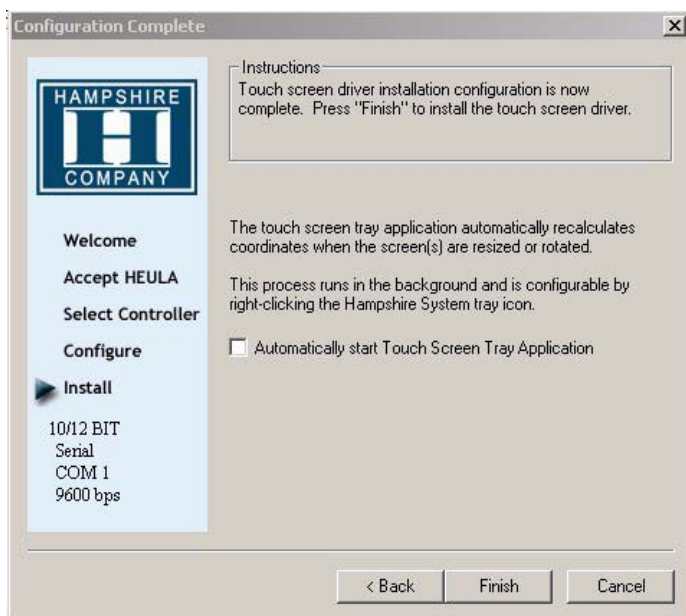 Configuration Complete
HAMPSHIRE
H
COMPANY
Welcome
Accept HEULA
Select Controller
Configure
Install
10/12 BIT
Serial
COM 1
9600 bps
Instructions
Touch screen driver installation configuration is now
complete. Press "Finish" to install the touch screen driver.
The touch screen tray application automatically recalculates
coordinates when the screen(s) are resized or rotated.
This process runs in the background and is configurable by
right-clicking the Hampshire System tray icon.
Automatically start Touch Screen Tray Application
< Back
Finish
Cancel